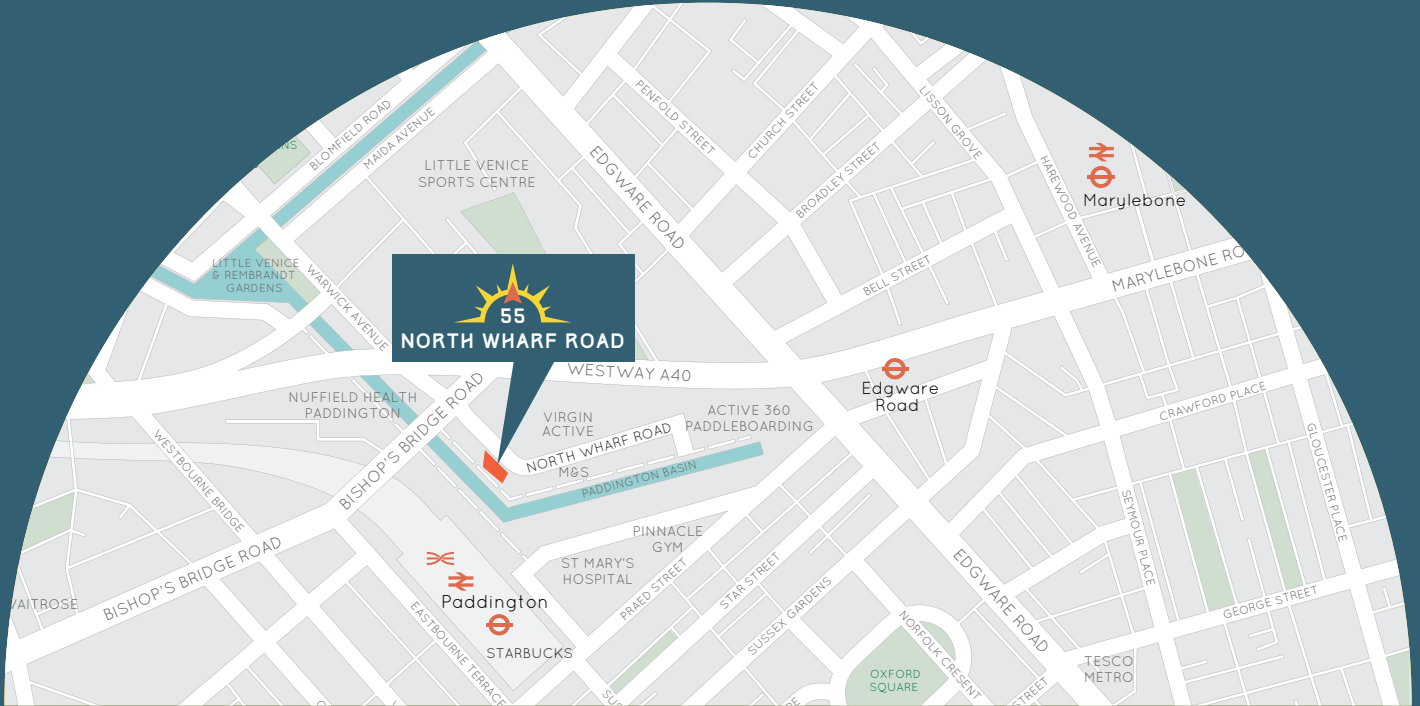 BLOMFIELD ROAD
MAIDA AVENUE
LITTLE VENICE
SPORTS CENTRE
PENFOLD STREET
CHURCH STREET
LISSON GROVE
EDGWARE ROAD
BROADLEY STREET
HAREWOOD AVENUE
Marylebone
LITTLE VENICE
& REMBRANDT
GARDENS
WARWICK AVENUE
BELL STREET
MARYLEBONE RO
55
NORTH WHARF ROAD
WESTWAY A40
Edgware
Road
NUFFIELD HEALTH
PADDINGTON
BISHOP'S BRIDGE ROAD
VIRGIN
ACTIVE
ACTIVE 360
PADDLEBOARDING
NORTH WHARF ROAD
M&S
PADDINGTON BASIN
CRAWFORD PLACE
GLOUCESTER PLACE
WESTBOURNE BRIDGE
SEYMOUR PLACE
PINNACLE
GYM
ST MARY'S
HOSPITAL
BISHOP'S BRIDGE ROAD
PRAED STREET
STAR STREET
SUSSEX GARDENS
EDGWARE ROAD
GEORGE STREET
Paddington
STARBUCKS
EASTBOURNE TERRACE
NORFOLK CRESENT
OXFORD
SQUARE
TESCO
METRO
STREET